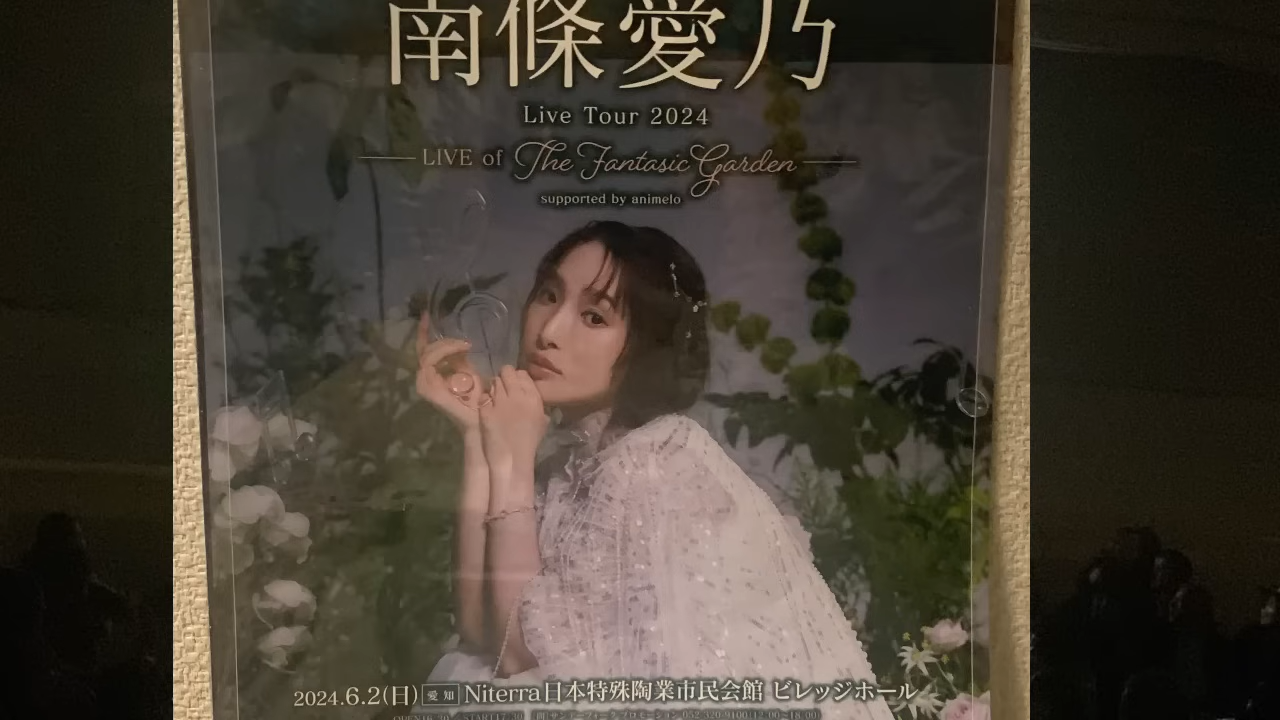 南條愛乃
Live Tour 2024
LIVE of The Fantasic Garden
supported by animelo
2024.6.2(日) 愛知 Niterra日本特殊陶業市民会館 ビレッジホール